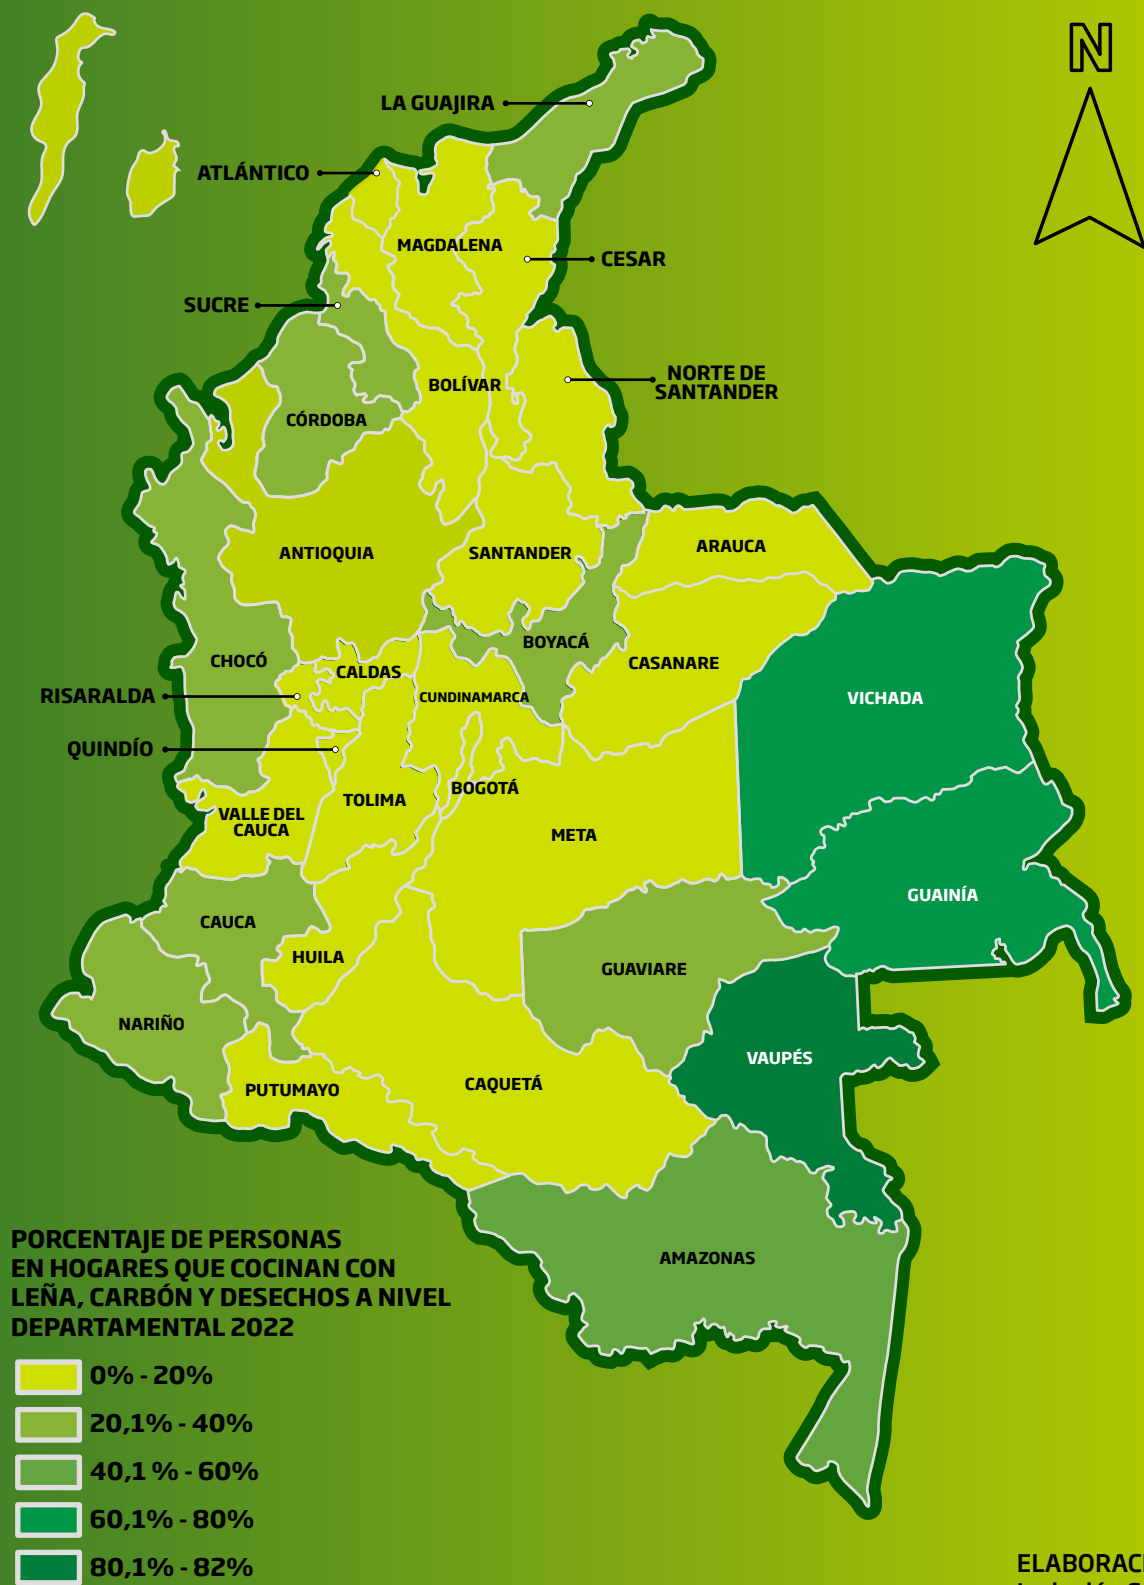 N
LA GUAJIRA
ATLÁNTICO
MAGDALENA
CESAR
SUCRE
NORTE DE
SANTANDER
BOLÍVAR
CÓRDOBA
ANTIOQUIA
SANTANDER
ARAUCA
BOYACÁ
CHOCÓ
CASANARE
CALDAS
RISARALDA
CUNDINAMARCA
VICHADA
QUINDÍO
BOGOTÁ
TOLIMA
VALLE DEL
CAUCA
META
GUAINÍA
CAUCA
HUILA
GUAVIARE
NARIÑO
VAUPÉS
PUTUMAYO
CAQUETÁ
AMAZONAS
PORCENTAJE DE PERSONAS
EN HOGARES QUE COCINAN CON
LEÑA, CARBÓN Y DESECHOS A NIVEL
DEPARTAMENTAL 2022
0% - 20%
20,1% - 40%
40,1 % - 60%
60,1% - 80%
80,1% - 82%
ELABORACI